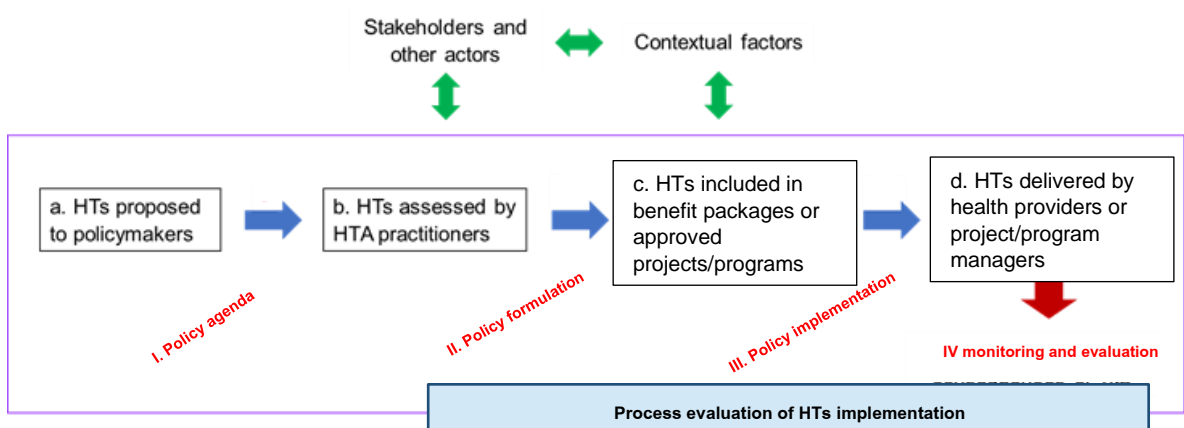 Stakeholders and
other actors
Contextual factors
a. HTs proposed
to policymakers
b. HTs assessed by
HTA practitioners
c. HTs included in
benefit packages or
approved
projects/programs
d. HTs delivered by
health providers or
project/program
managers
I. Policy agenda
II. Policy formulation
III. Policy implementation
IV monitoring and evaluation
Process evaluation of HTs implementation